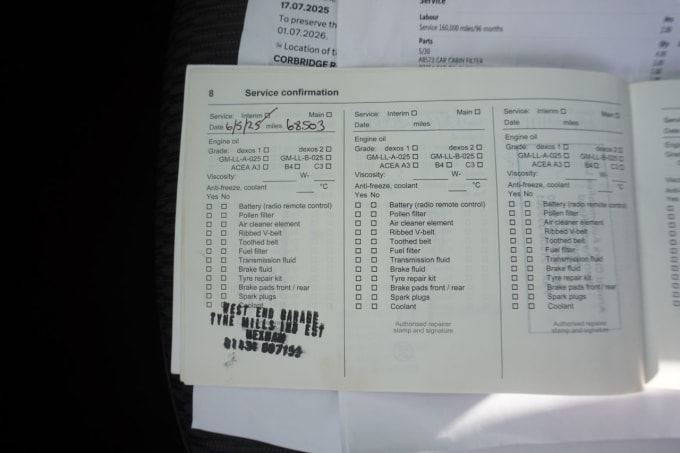 17.07.2025
To preserve th
01.07.2026.
Location of t
CORBRIDGE R
Service
Labour
Service 160,000 miles/96 months
Parts
5/30
CAR CABIN FILTER
8 Service confirmation
Service: Interim ☑ Main ☐
Date 6/5/25 miles 68503
Engine oil
Grade: dexos 1 ☐ dexos 2 ☐
GM-LL-A-025 ☐ GM-LL-B-025 ☐
ACEA A3 ☐ B4 ☐ C3 ☐
Viscosity: W-
Anti-freeze, coolant °C
Yes No
☐ ☐ Battery (radio remote control)
☐ ☐ Pollen filter
☐ ☐ Air cleaner element
☐ ☐ Ribbed V-belt
☐ ☐ Toothed belt
☐ ☐ Fuel filter
☐ ☐ Transmission fluid
☐ ☐ Brake fluid
☐ ☐ Tyre repair kit
☐ ☐ Brake pads front / rear
☐ ☐ Spark plugs
WEST END GARAGE
TYNE MILLS IND EST
HEXHAM
Service: Interim ☐ Main ☐
Date miles
Engine oil
Grade: dexos 1 ☐ dexos 2 ☐
GM-LL-A-025 ☐ GM-LL-B-025 ☐
ACEA A3 ☐ B4 ☐ C3 ☐
Viscosity: W-
Anti-freeze, coolant °C
Yes No
☐ ☐ Battery (radio remote control)
☐ ☐ Pollen filter
☐ ☐ Air cleaner element
☐ ☐ Ribbed V-belt
☐ ☐ Toothed belt
☐ ☐ Fuel filter
☐ ☐ Transmission fluid
☐ ☐ Brake fluid
☐ ☐ Tyre repair kit
☐ ☐ Brake pads front / rear
☐ ☐ Spark plugs
☐ ☐ Coolant
Authorised repairer
stamp and signature
Service: Interim ☐ Main ☐
Date miles
Engine oil
Grade: dexos 1 ☐ dexos 2 ☐
GM-LL-A-025 ☐ GM-LL-B-025 ☐
ACEA A3 ☐ B4 ☐ C3 ☐
Viscosity: W-
Anti-freeze, coolant °C
Yes No
☐ ☐ Battery (radio remote control)
☐ ☐ Pollen filter
☐ ☐ Air cleaner element
☐ ☐ Ribbed V-belt
☐ ☐ Toothed belt
☐ ☐ Fuel filter
☐ ☐ Transmission fluid
☐ ☐ Brake fluid
☐ ☐ Tyre repair kit
☐ ☐ Brake pads front / rear
☐ ☐ Spark plugs
☐ ☐ Coolant
Authorised repairer
stamp and signature